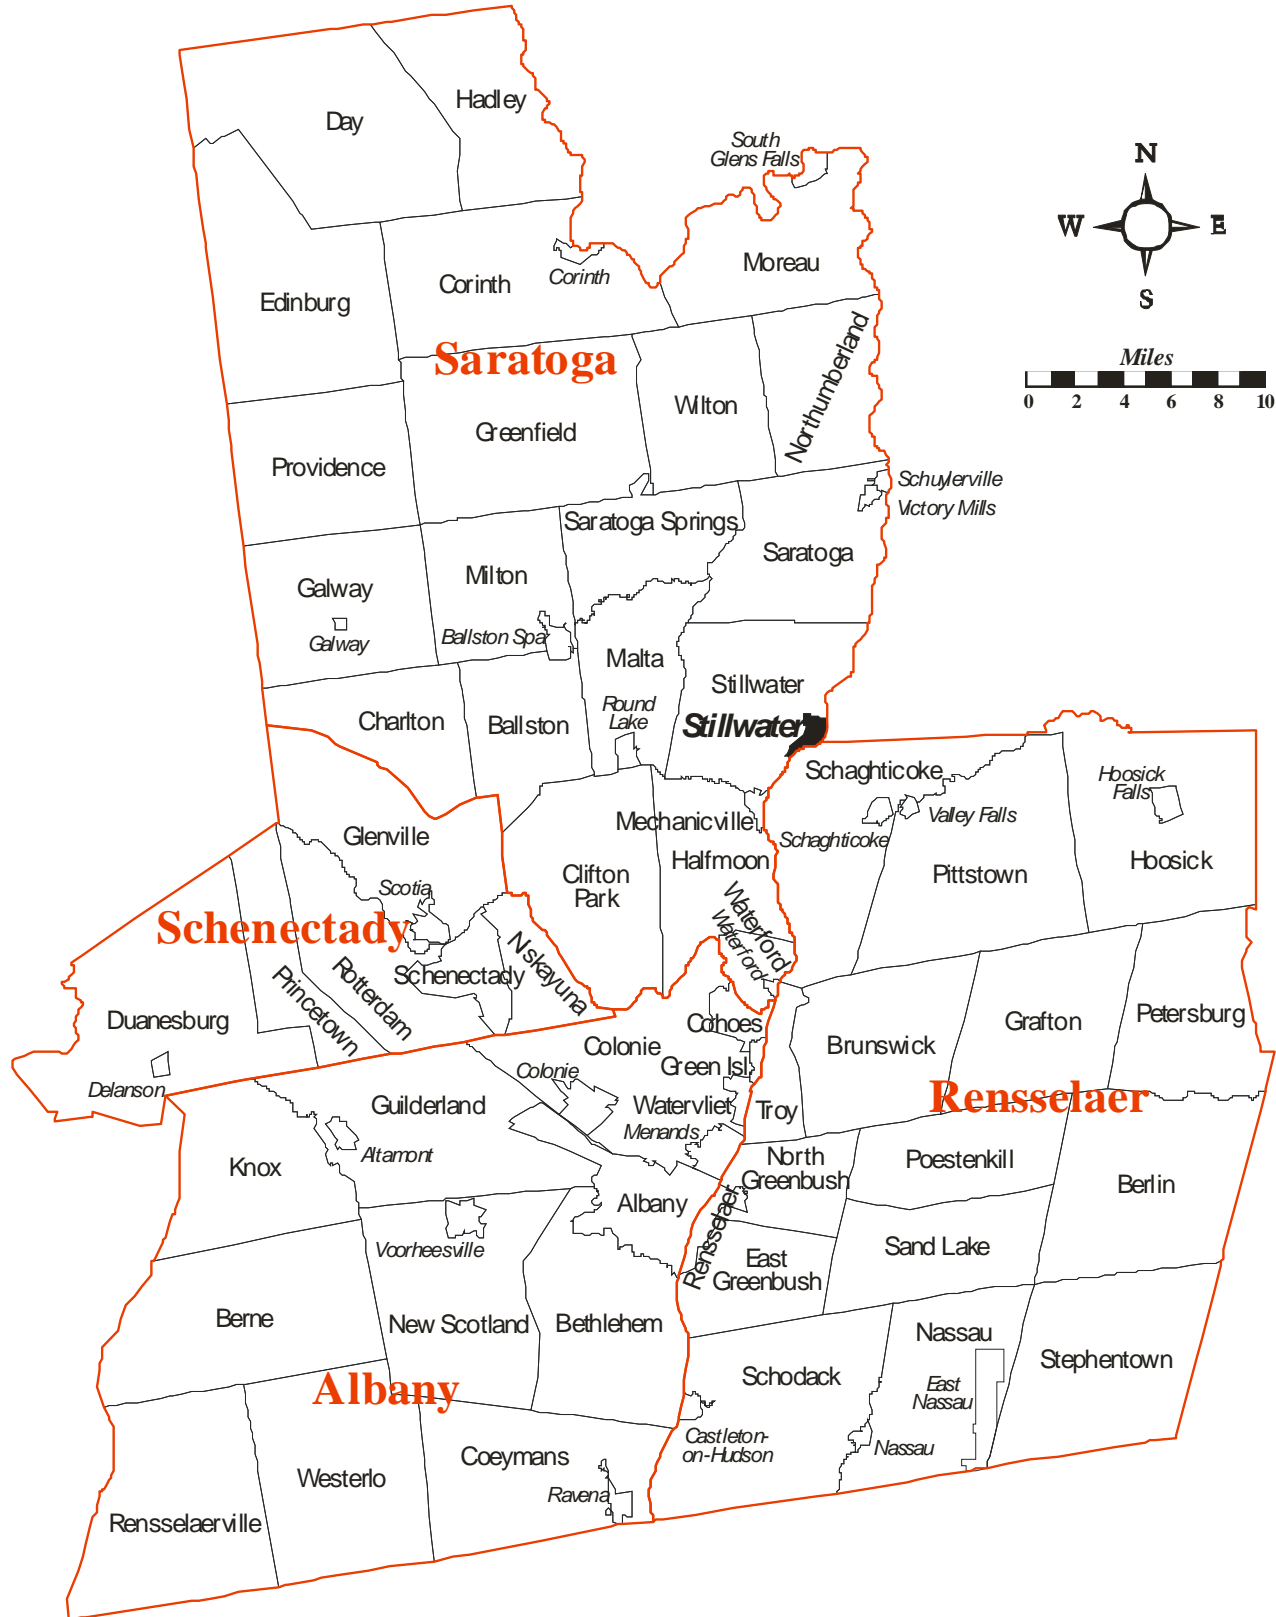 Hadley
Day
South
Glens Falls
N
W
E
S
Moreau
Corinth
Corinth
Edinburg
Miles
0 2 4 6 8 10
Saratoga
Northumberland
Wilton
Greenfield
Providence
Schuylerville
Victory Mills
Saratoga Springs
Saratoga
Milton
Galway
Galway
Ballston Spa
Malta
Stillwater
Round
Lake
Stillwater
Charlton
Ballston
Schaghticoke
Hoosick
Falls
Valley Falls
Mechanicville
Schaghticoke
Glenville
Halfmoon
Hoosick
Clifton
Park
Pittstown
Scotia
Waterford
Waterford
Schenectady
Niskayuna
Schenectady
Rotterdam
Princetown
Duanesburg
Cohoes
Petersburg
Grafton
Brunswick
Colonie
Green Isl.
Colonie
Delanson
Rensselaer
Guilderland
Watervliet
Troy
Menands
Altamont
Knox
North
Greenbush
Poestenkill
Berlin
Albany
Rensselaer
Voorheesville
Sand Lake
East
Greenbush
Berne
New Scotland
Bethlehem
Nassau
Stephentown
Schodack
Albany
East
Nassau
Castleton-
on-Hudson
Nassau
Coeymans
Westerlo
Ravena
Rensselaerville